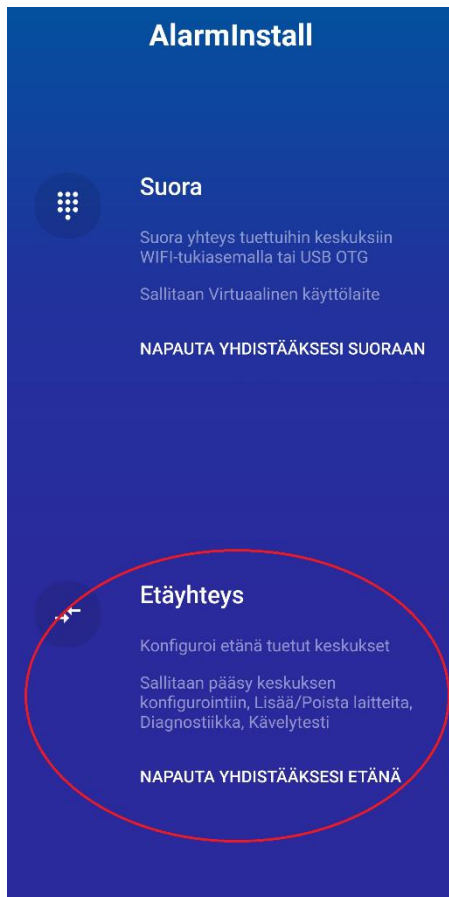 AlarmInstall
Suora
Suora yhteys tuettuihin keskuksiin
WIFI-tukiasemalla tai USB OTG
Sallitaan Virtuaalinen käyttölaite
NAPAUTA YHDISTÄÄKSESI SUORAAN
Etäyhteys
Konfiguroi etänä tuetut keskukset
Sallitaan pääsy keskuksen
konfigurointiin, Lisää/Poista laitteita,
Diagnostiikka, Kävelytesti
NAPAUTA YHDISTÄÄKSESI ETÄNÄ